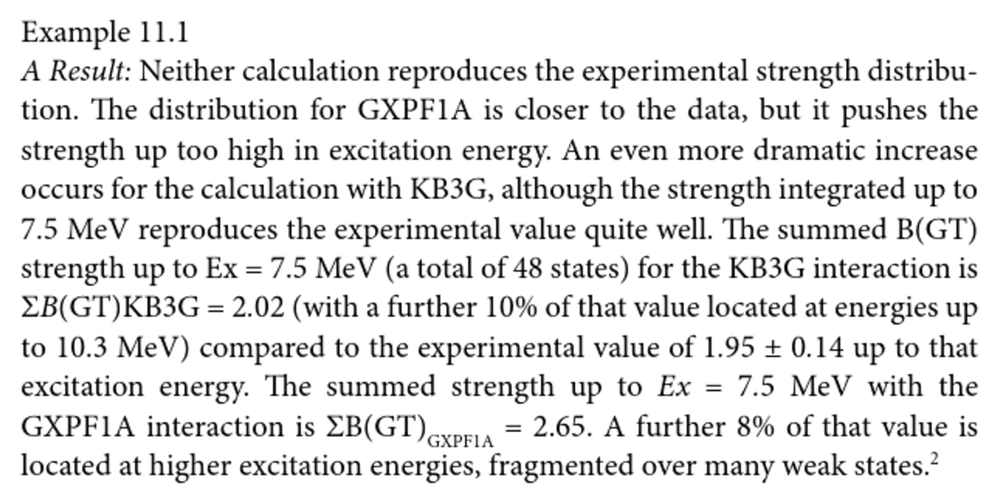 Example 11.1
A Result: Neither calculation reproduces the experimental strength distribu-
tion. The distribution for GXPF1A is closer to the data, but it pushes the
strength up too high in excitation energy. An even more dramatic increase
occurs for the calculation with KB3G, although the strength integrated up to
7.5 MeV reproduces the experimental value quite well. The summed B(GT)
strength up to Ex = 7.5 MeV (a total of 48 states) for the KB3G interaction is
ΣB(GT)KB3G = 2.02 (with a further 10% of that value located at energies up
to 10.3 MeV) compared to the experimental value of 1.95 ± 0.14 up to that
excitation energy. The summed strength up to Ex = 7.5 MeV with the
GXPF1A interaction is ΣB(GT)GXPF1A = 2.65. A further 8% of that value is
located at higher excitation energies, fragmented over many weak states.²